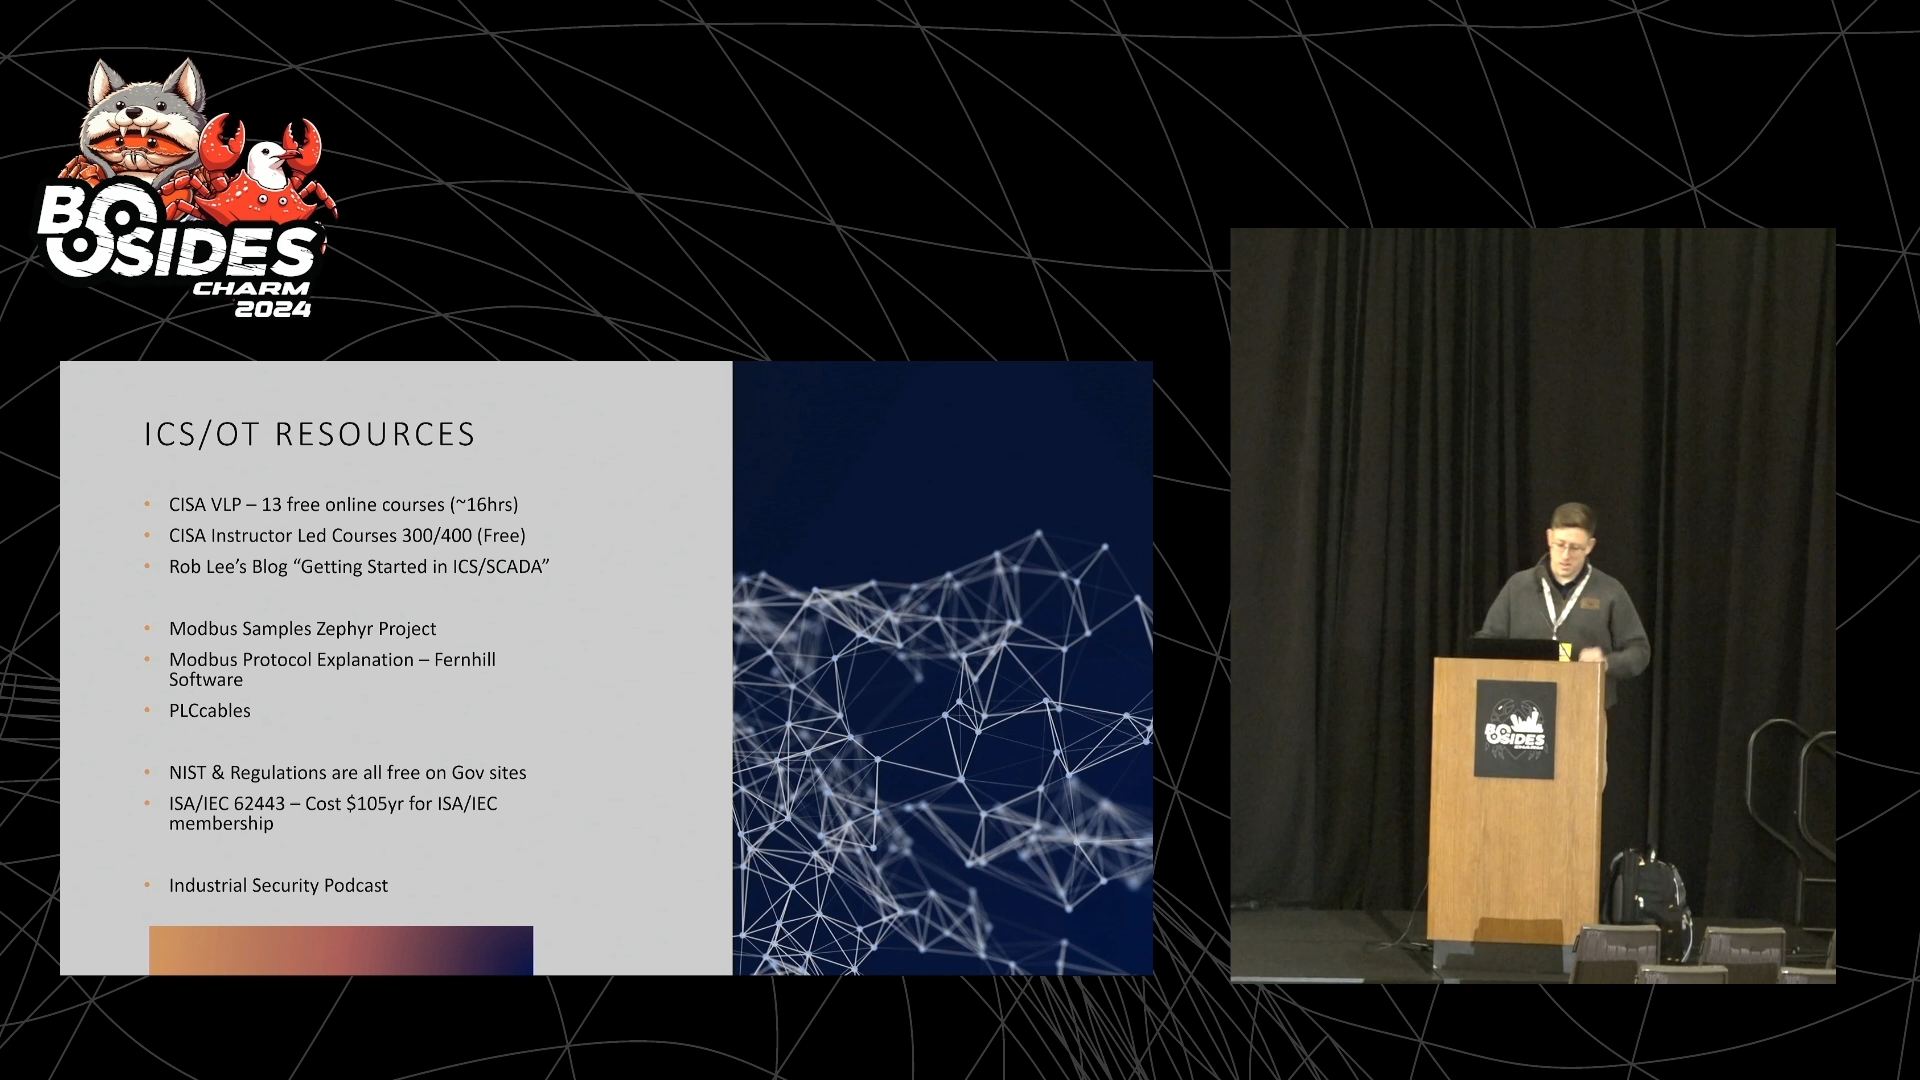 BSIDES
CHARM
2024
ICS/OT RESOURCES
• CISA VLP – 13 free online courses (~16hrs)
• CISA Instructor Led Courses 300/400 (Free)
• Rob Lee’s Blog “Getting Started in ICS/SCADA”
• Modbus Samples Zephyr Project
• Modbus Protocol Explanation – Fernhill
Software
• PLCcables
• NIST & Regulations are all free on Gov sites
• ISA/IEC 62443 – Cost $105yr for ISA/IEC
membership
• Industrial Security Podcast
BSIDES
CHARM